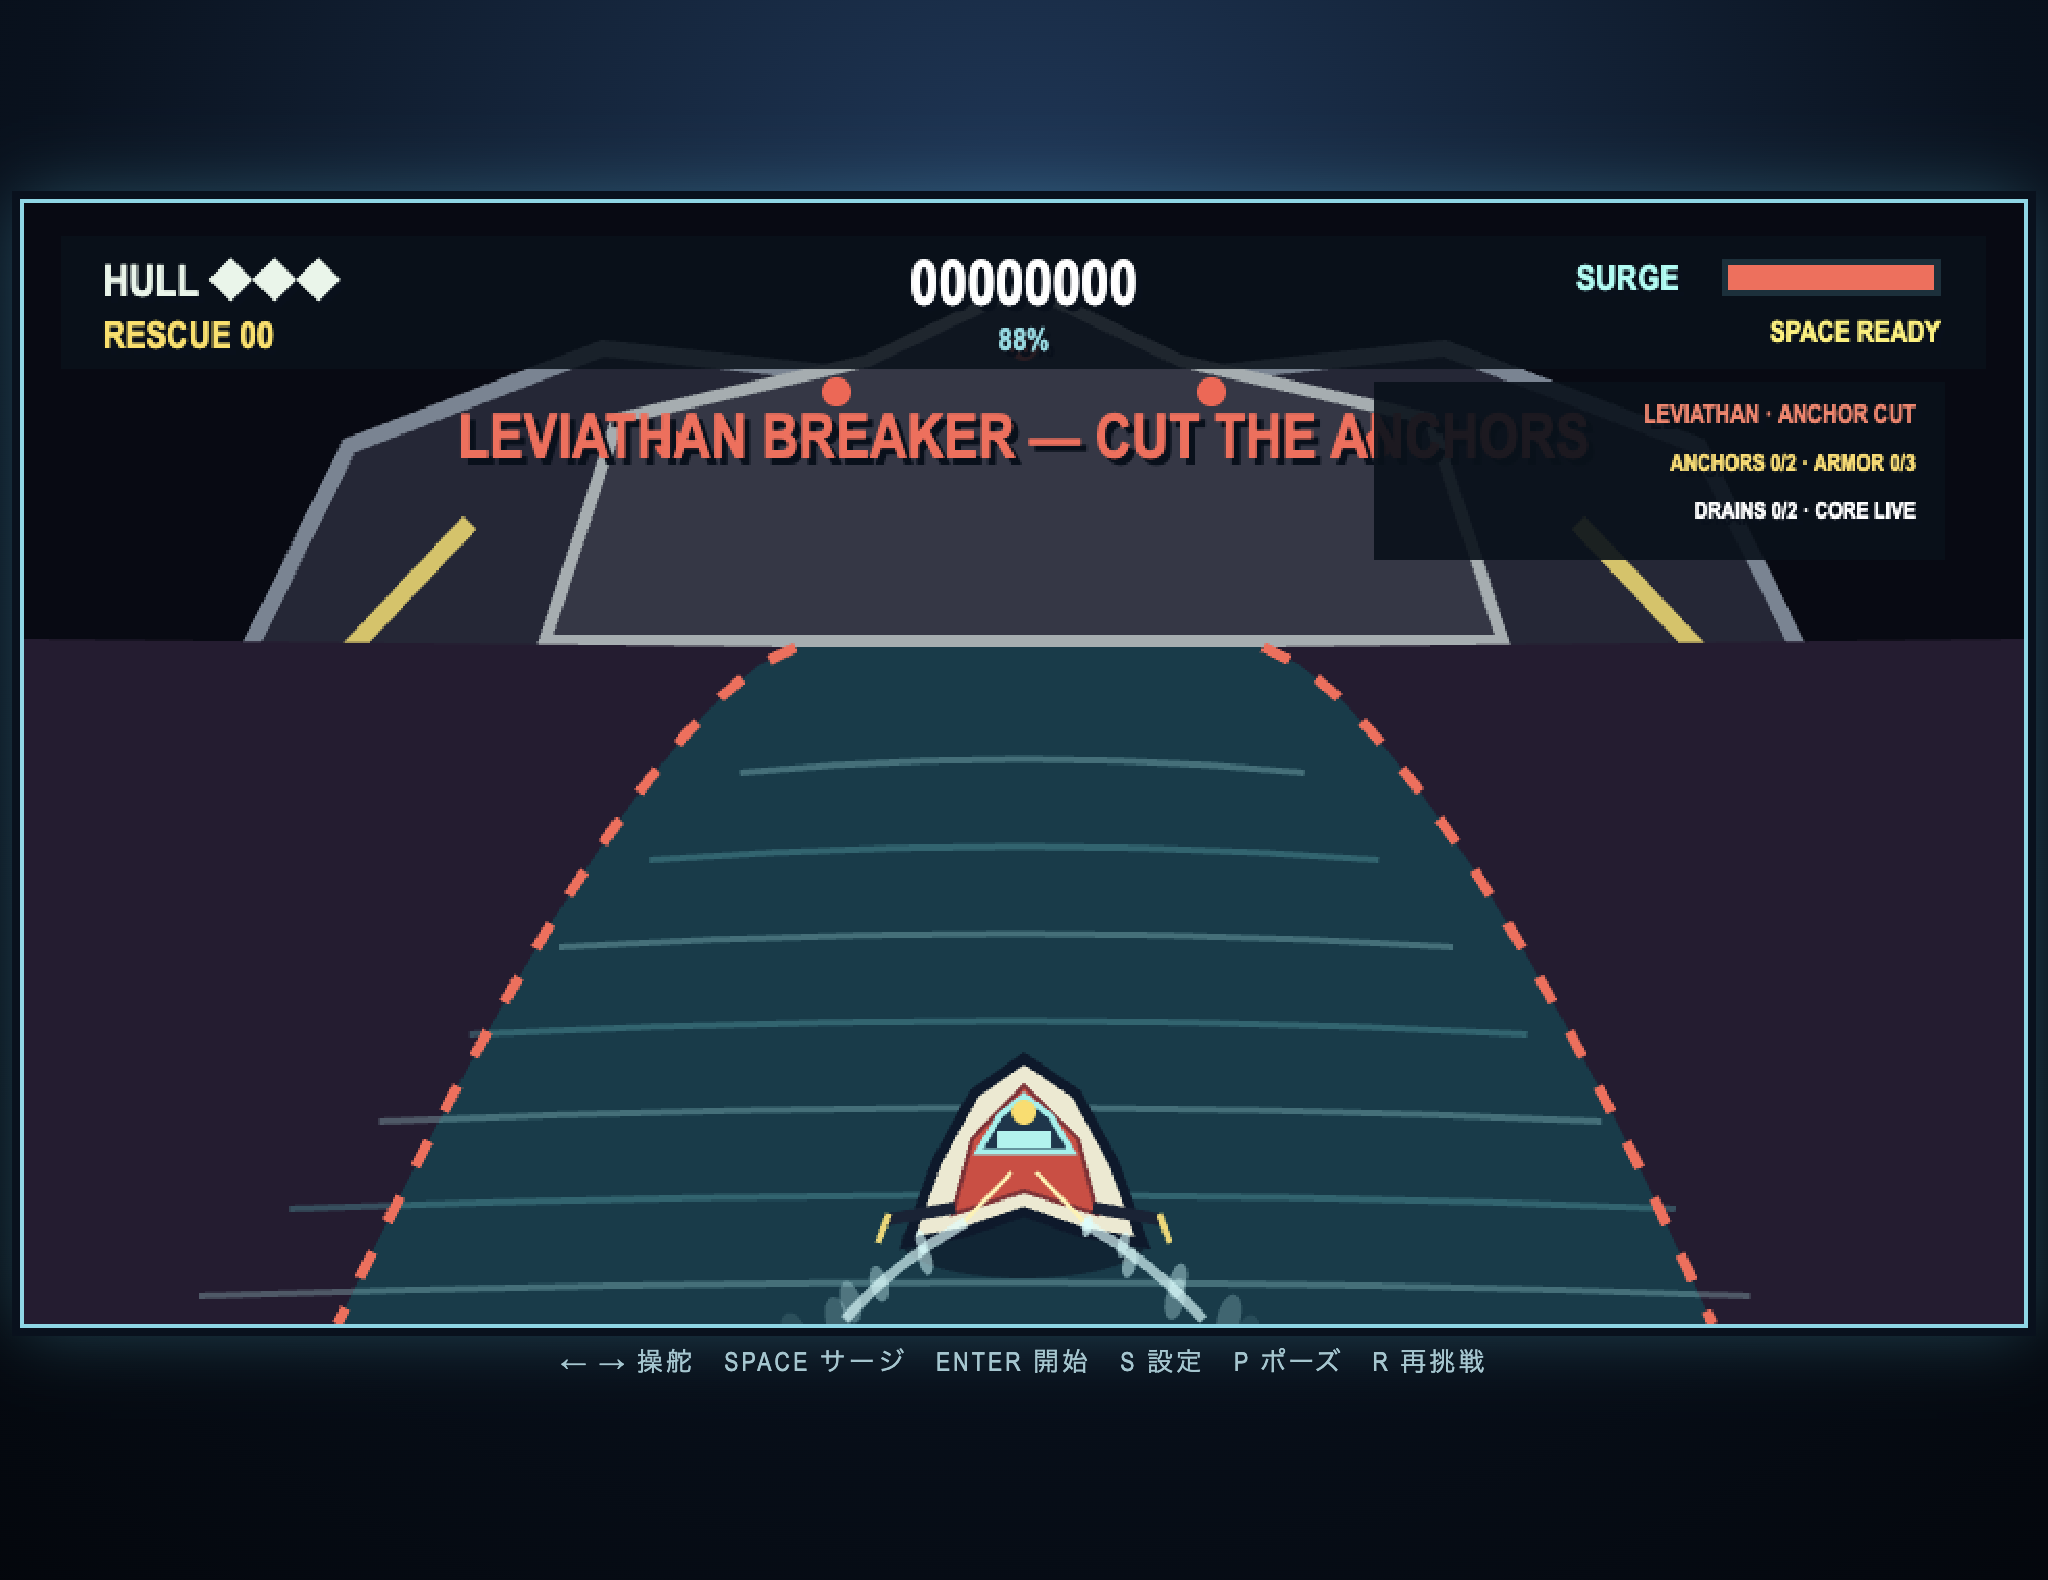 HULL
RESCUE 00
00000000
88%
SURGE
SPACE READY
LEVIATHAN BREAKER — CUT THE ANCHORS
LEVIATHAN · ANCHOR CUT
ANCHORS 0/2 · ARMOR 0/3
DRAINS 0/2 · CORE LIVE
← → 操舵 SPACE サージ ENTER 開始 S 設定 P ポーズ R 再挑戦